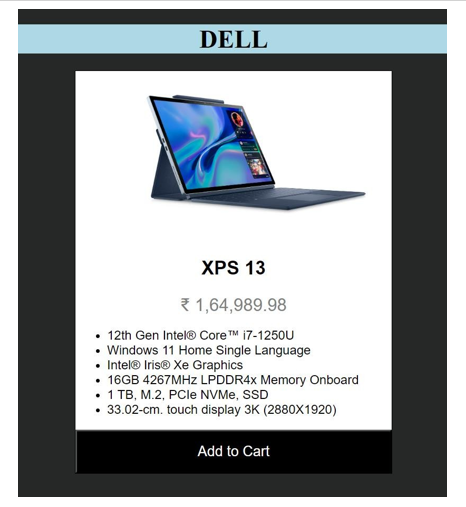 DELL
XPS 13
₹ 1,64,989.98
• 12th Gen Intel® Core™ i7-1250U
• Windows 11 Home Single Language
• Intel® Iris® Xe Graphics
• 16GB 4267MHz LPDDR4x Memory Onboard
• 1 TB, M.2, PCIe NVMe, SSD
• 33.02-cm. touch display 3K (2880X1920)
Add to Cart